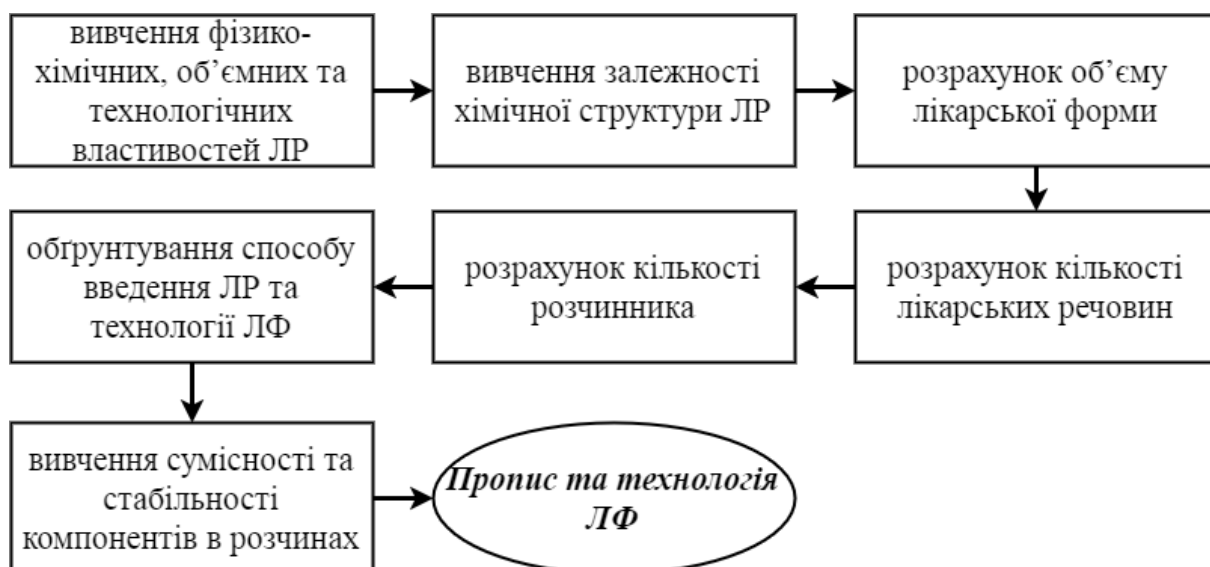 вивчення фізико-
хімічних, об’ємних та
технологічних
властивостей ЛР
вивчення залежності
хімічної структури ЛР
розрахунок об’єму
лікарської форми
розрахунок кількості
лікарських речовин
розрахунок кількості
розчинника
обґрунтування способу
введення ЛР та
технології ЛФ
вивчення сумісності та
стабільності
компонентів в розчинах
Пропис та технологія
ЛФ